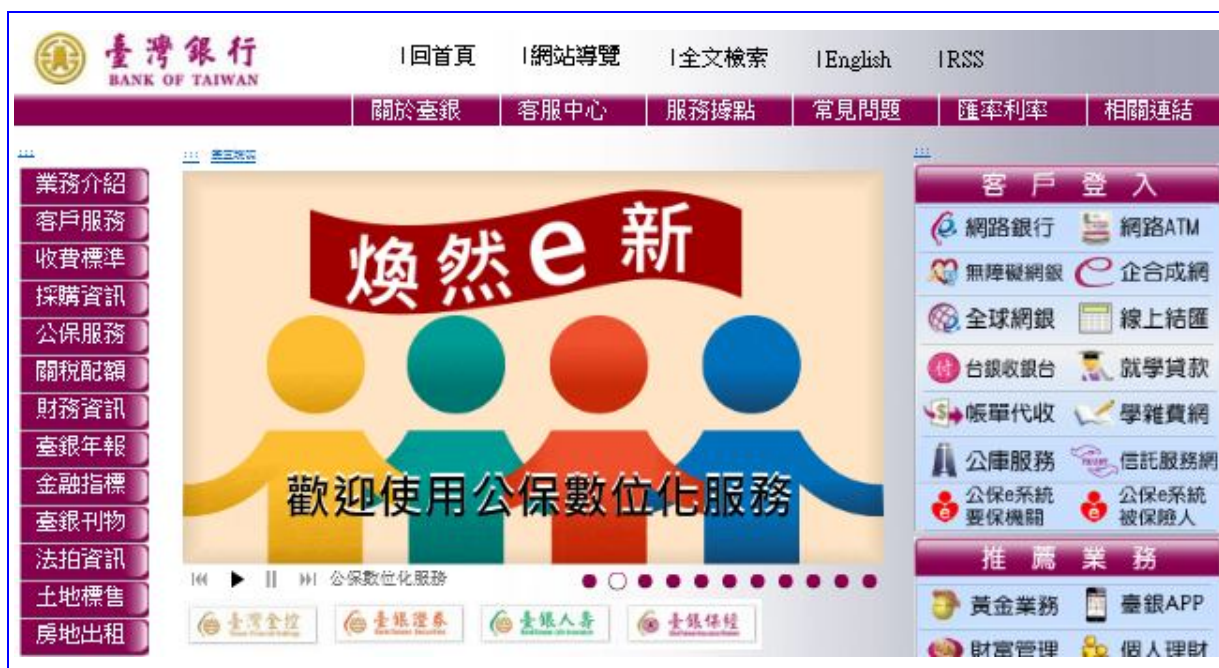 臺灣銀行
BANK OF TAIWAN
|回首頁 |網站導覽 |全文檢索 |English |RSS
關於臺銀 客服中心 服務據點 常見問題 匯率利率 相關連結
:::
業務介紹
客戶服務
收費標準
採購資訊
公保服務
關稅配額
財務資訊
臺銀年報
金融指標
臺銀刊物
法拍資訊
土地標售
房地出租
:::
煥然e新
歡迎使用公保數位化服務
公保數位化服務
臺灣金控 臺銀證券 臺銀人壽 臺銀保經
:::
客戶登入
網路銀行 網路ATM
無障礙網銀 企合成網
全球網銀 線上結匯
付 台銀收銀台 就學貸款
$ 帳單代收 學雜費網
公庫服務 信託服務網
公保e系統 公保e系統
要保機關 被保險人
推薦業務
黃金業務 臺銀APP
財富管理 個人理財